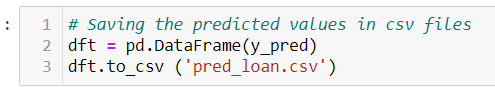 :
1 # Saving the predicted values in csv files
2 dft = pd.DataFrame(y_pred)
3 dft.to_csv ('pred_loan.csv')